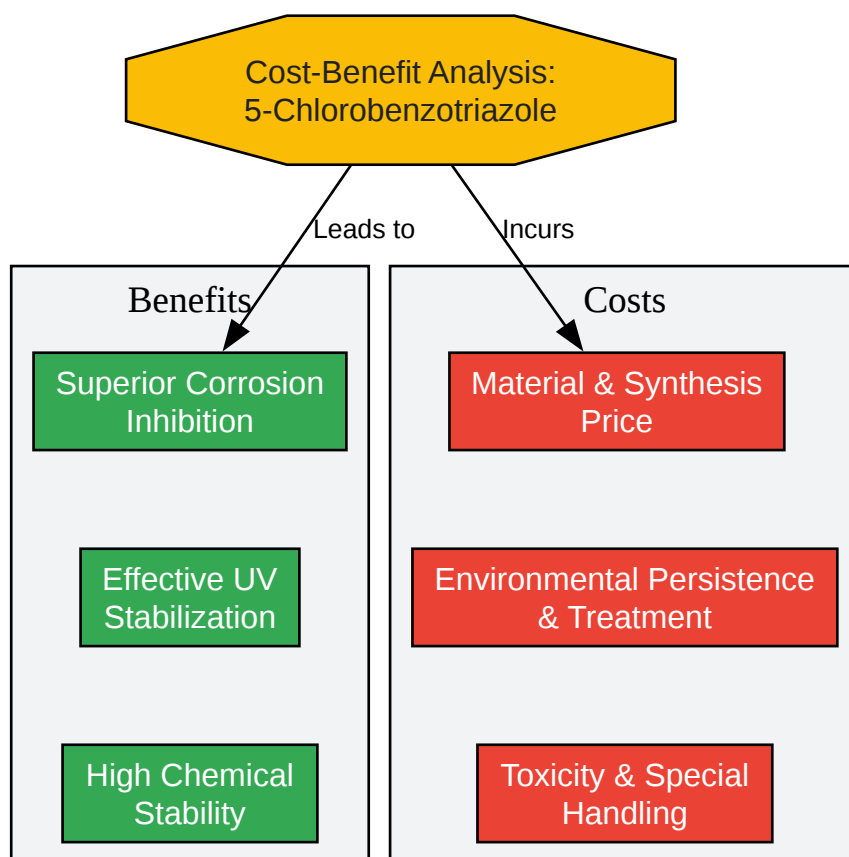 Cost-Benefit Analysis:
5-Chlorobenzotriazole
Leads to
Incurs
Benefits
Superior Corrosion
Inhibition
Effective UV
Stabilization
High Chemical
Stability
Costs
Material & Synthesis
Price
Environmental Persistence
& Treatment
Toxicity & Special
Handling